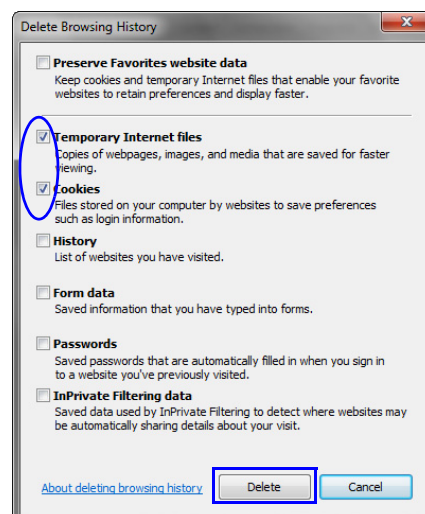 Delete Browsing History
Preserve Favorites website data
Keep cookies and temporary Internet files that enable your favorite
websites to retain preferences and display faster.
Temporary Internet files
Copies of webpages, images, and media that are saved for faster
viewing.
Cookies
Files stored on your computer by websites to save preferences
such as login information.
History
List of websites you have visited.
Form data
Saved information that you have typed into forms.
Passwords
Saved passwords that are automatically filled in when you sign in
to a website you've previously visited.
InPrivate Filtering data
Saved data used by InPrivate Filtering to detect where websites may
be automatically sharing details about your visit.
About deleting browsing history Delete Cancel